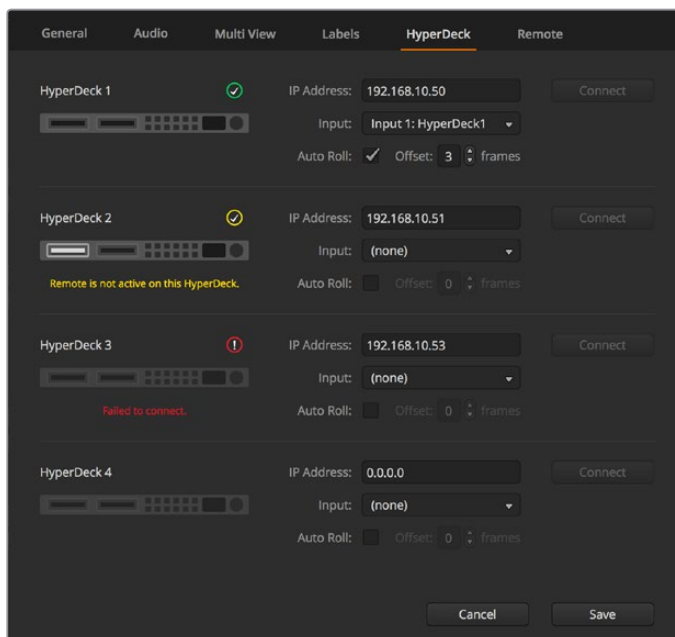 General Audio Multi View Labels HyperDeck Remote
HyperDeck 1 IP Address: 192.168.10.50 Connect
Input: Input 1: HyperDeck1
Auto Roll: Offset: 3 frames
HyperDeck 2 IP Address: 192.168.10.51 Connect
Input: (none)
Remote is not active on this HyperDeck. Auto Roll: Offset: 0 frames
HyperDeck 3 IP Address: 192.168.10.53 Connect
Input: (none)
Failed to connect. Auto Roll: Offset: 0 frames
HyperDeck 4 IP Address: 0.0.0.0 Connect
Input: (none)
Auto Roll: Offset: 0 frames
Cancel Save